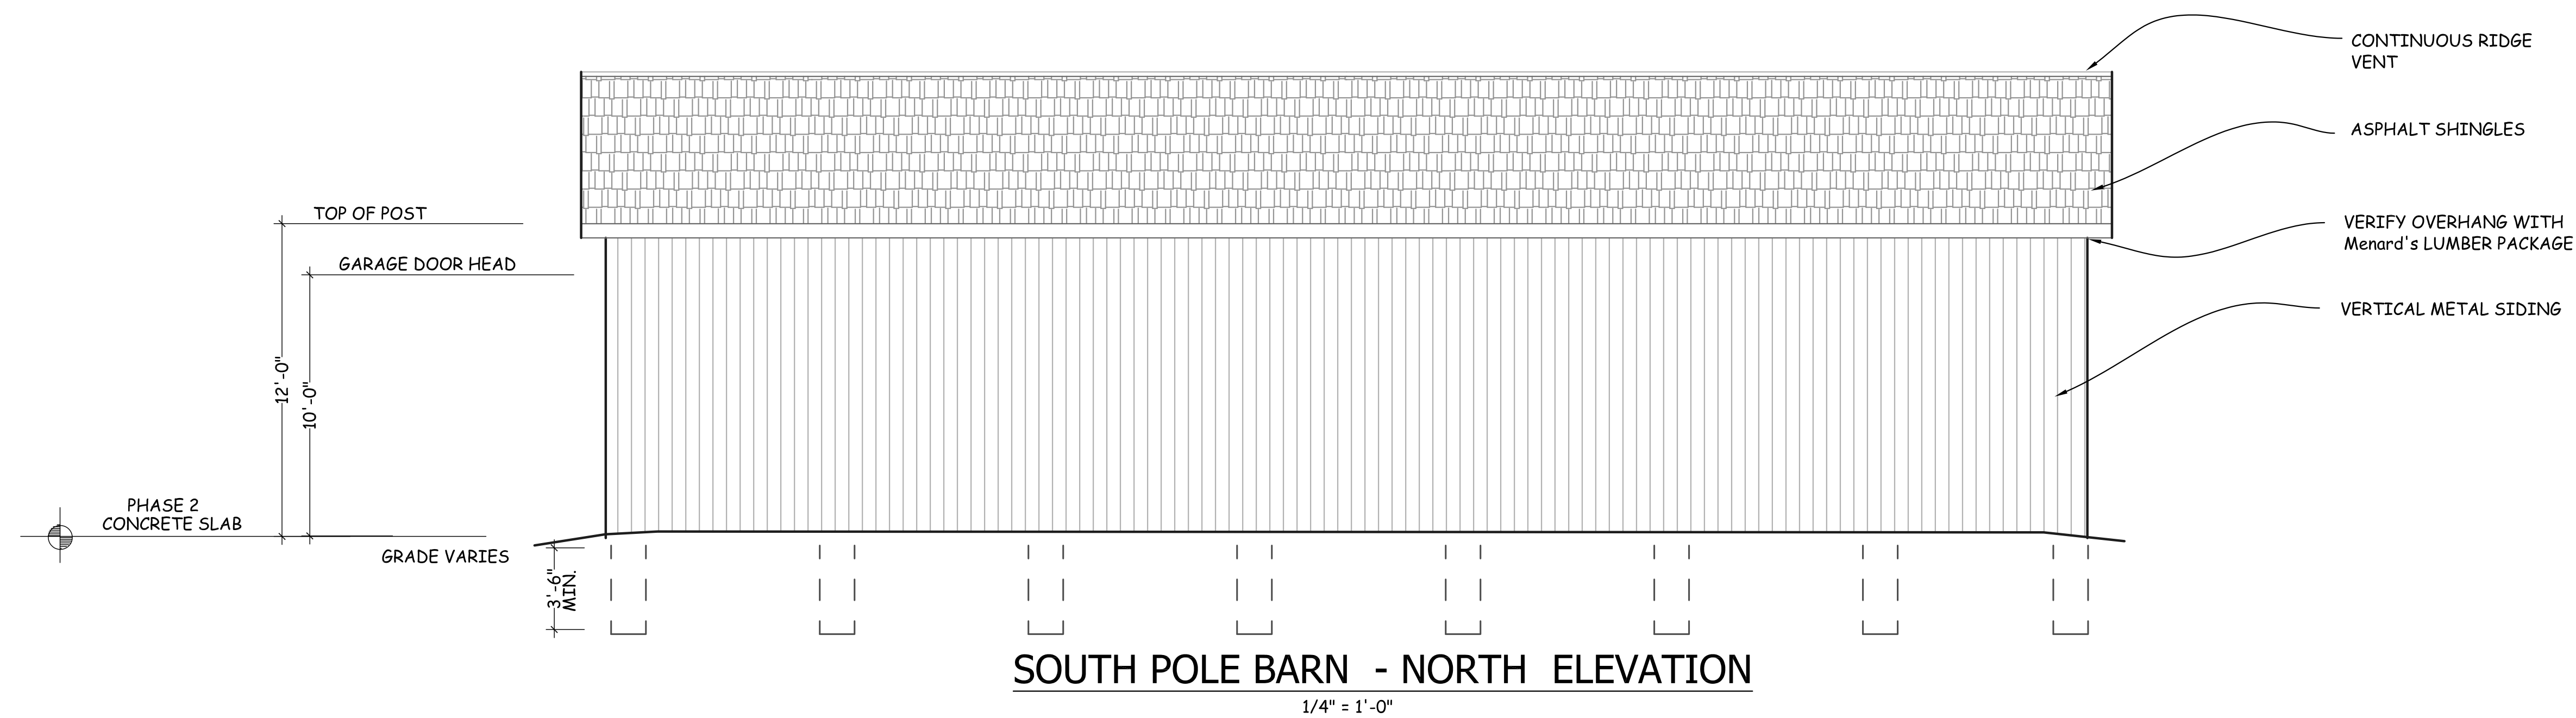 CONTINUOUS RIDGE
VENT
ASPHALT SHINGLES
TOP OF POST
VERIFY OVERHANG WITH
Menard's LUMBER PACKAGE
GARAGE DOOR HEAD
VERTICAL METAL SIDING
12'-0"
10'-0"
PHASE 2
CONCRETE SLAB
GRADE VARIES
3'-6"
MIN.
SOUTH POLE BARN - NORTH ELEVATION
1/4" = 1'-0"